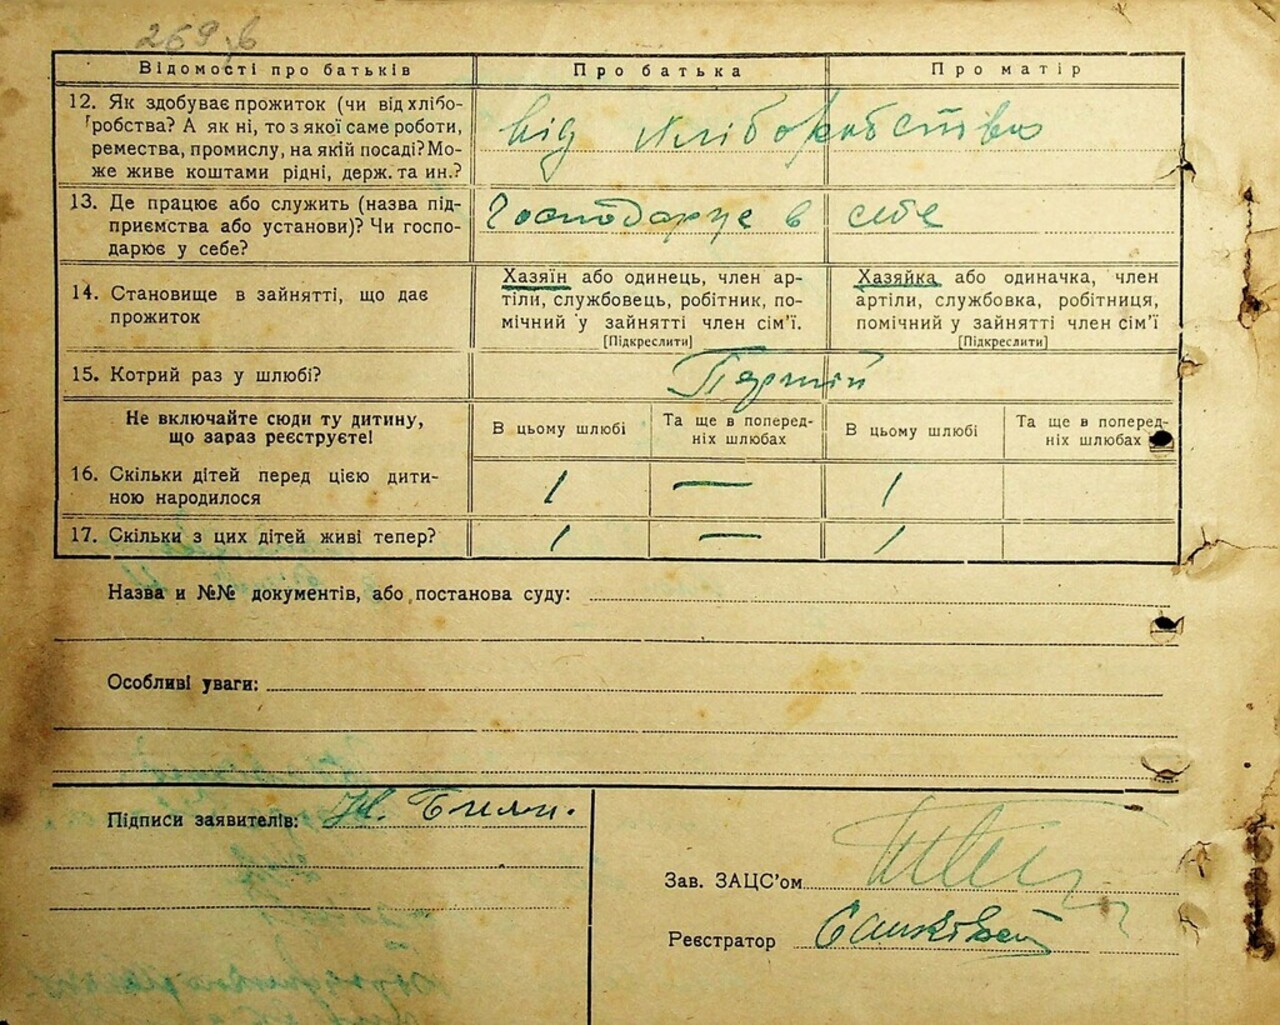 269
Відомості про батьків Про батька Про матір
12. Як здобуває прожиток (чи від хлібо-
робства? А як ні, то з якої саме роботи,
ремества, промислу, на якій посаді? Мо-
же живе коштами рідні, держ. та ин.?
від хліборобства
13. Де працює або служить (назва під-
приємства або установи)? Чи госпо-
дарює у себе?
Господарує в себе
14. Становище в зайнятті, що дає
прожиток
Хазяїн або одинець, член ар-
тіли, службовець, робітник, по-
мічний у зайнятті член сім'ї.
[Підкреслити]
Хазяйка або одиначка, член
артіли, службовка, робітниця,
помічний у зайнятті член сім'ї
[Підкреслити]
15. Котрий раз у шлюбі?
Перший
Не включайте сюди ту дитину,
що зараз реєструєте!
В цьому шлюбі
Та ще в поперед-
ніх шлюбах
В цьому шлюбі
Та ще в поперед-
ніх шлюбах
16. Скільки дітей перед цією дити-
ною народилося
1 — 1
17. Скільки з цих дітей живі тепер?
1 — 1
Назва и №№ документів, або постанова суду:
Особливі уваги:
Підписи заявителів:
Зав. ЗАЦС'ом
Реєстратор